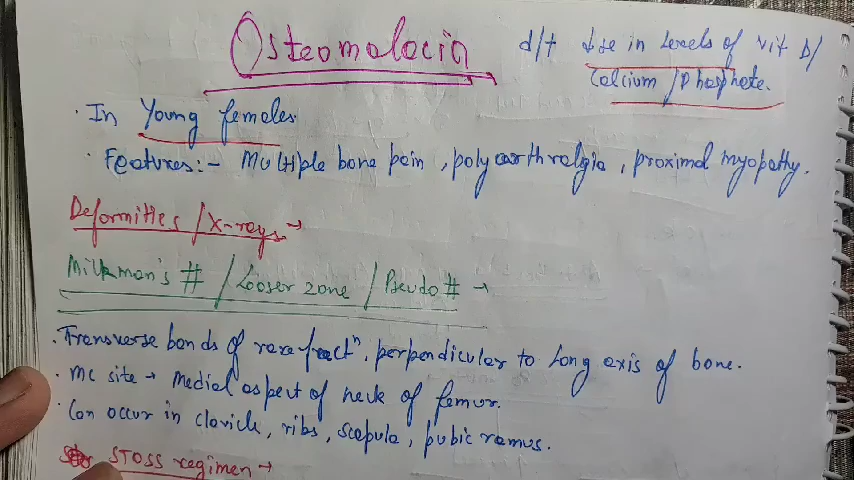 Osteomalacia
d/t ↓se in levels of vit D/
Calcium / Phosphate.
· In Young females.
· Features:- Multiple bone pain, polyarthralgia, proximal myopathy.
Deformities / X-rays →
Milkman's # / Looser zone / Pseudo # →
· Transverse bands of rarefractⁿ, perpendicular to long axis of bone.
· MC site → Medial aspect of neck of femur.
· Can occur in clavicle, ribs, scapula, pubic ramus.
STOSS regimen →